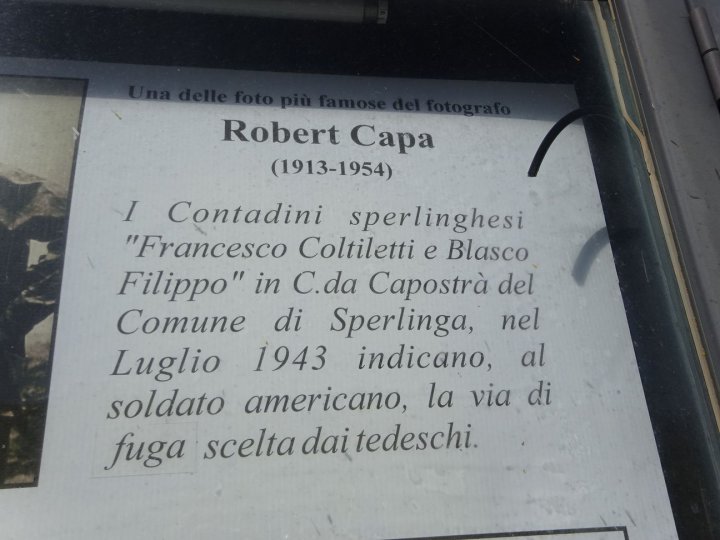 Una delle foto più famose del fotografo
Robert Capa
(1913-1954)
I Contadini sperlinghesi
"Francesco Coltiletti e Blasco
Filippo" in C.da Capostrà del
Comune di Sperlinga, nel
Luglio 1943 indicano, al
soldato americano, la via di
fuga scelta dai tedeschi.